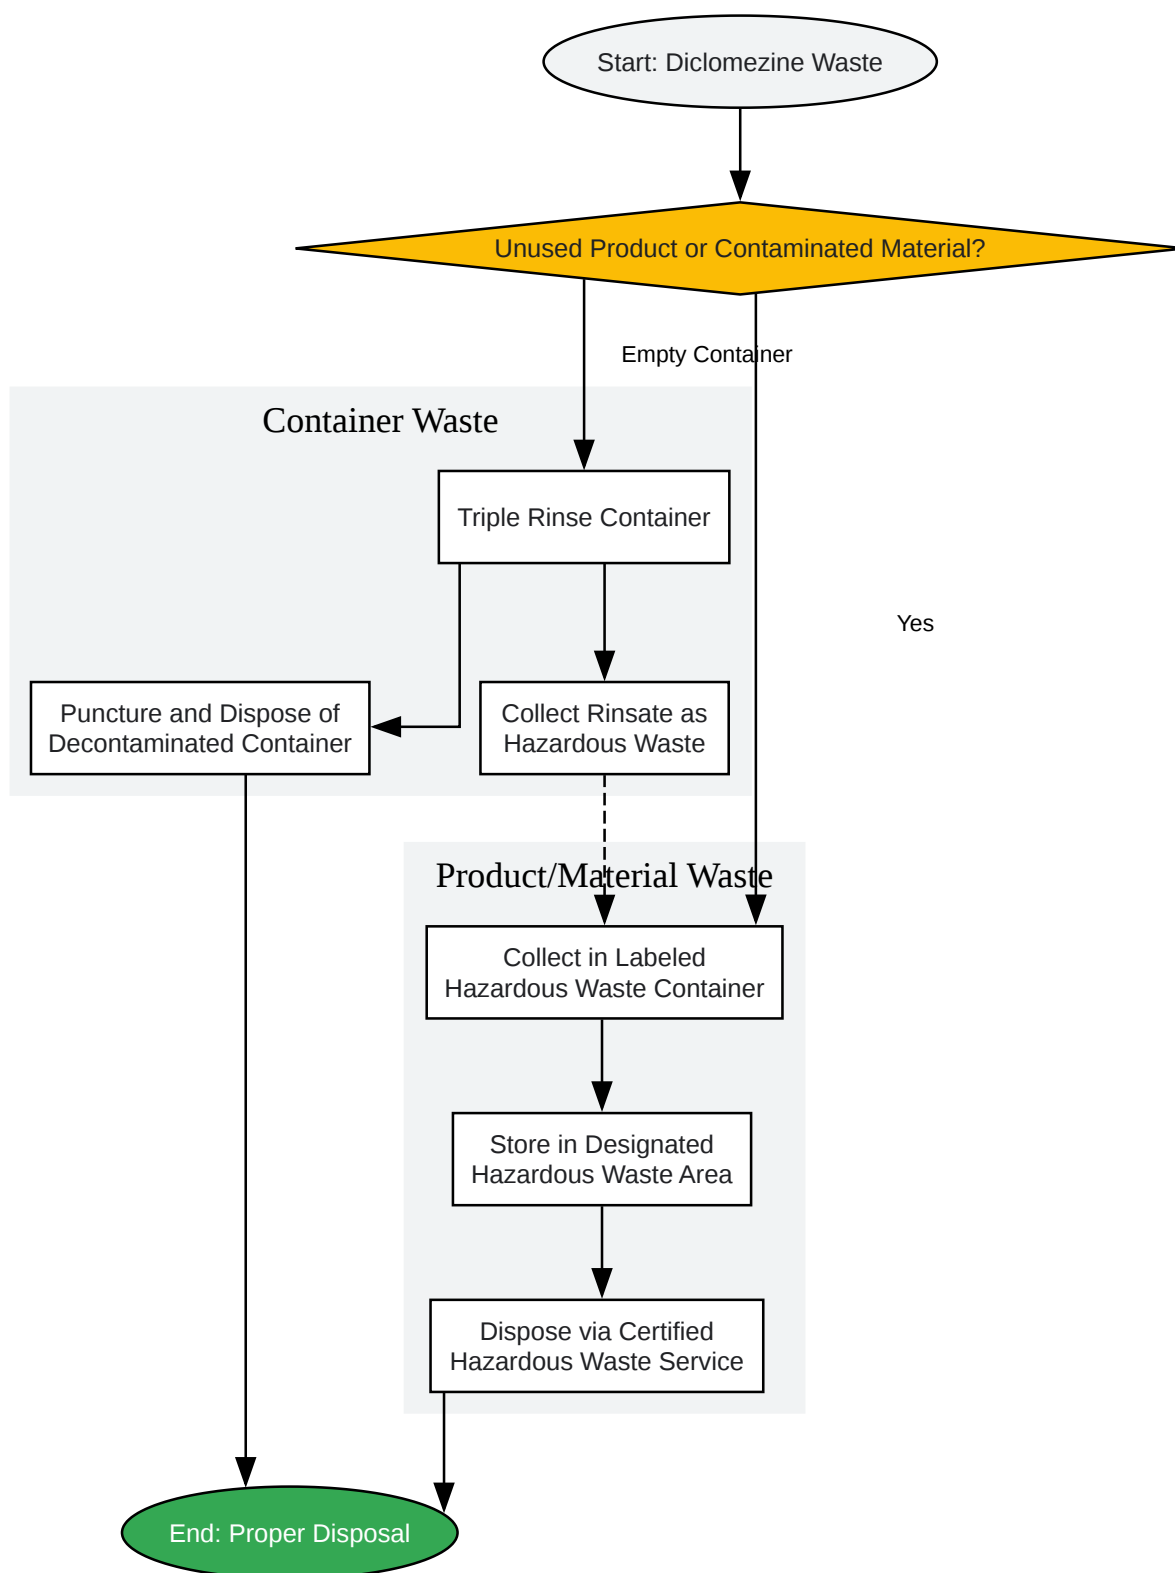 Start: Diclomezine Waste
Unused Product or Contaminated Material?
Empty Container
Container Waste
Triple Rinse Container
Yes
Puncture and Dispose of
Decontaminated Container
Collect Rinsate as
Hazardous Waste
Product/Material Waste
Collect in Labeled
Hazardous Waste Container
Store in Designated
Hazardous Waste Area
Dispose via Certified
Hazardous Waste Service
End: Proper Disposal